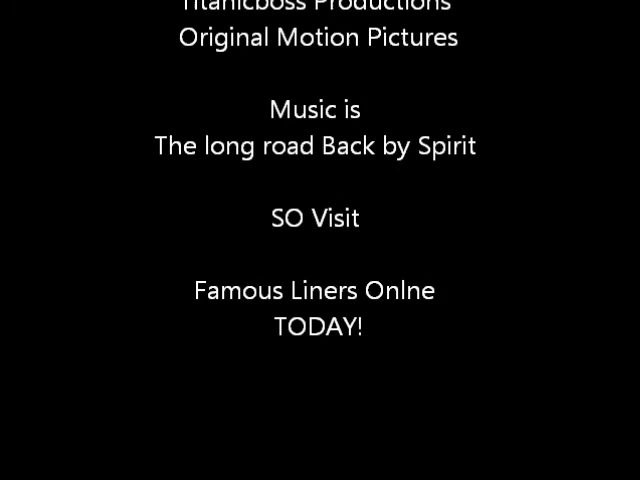 Titanicboss Productions
Original Motion Pictures
Music is
The long road Back by Spirit
SO Visit
Famous Liners Onlne
TODAY!